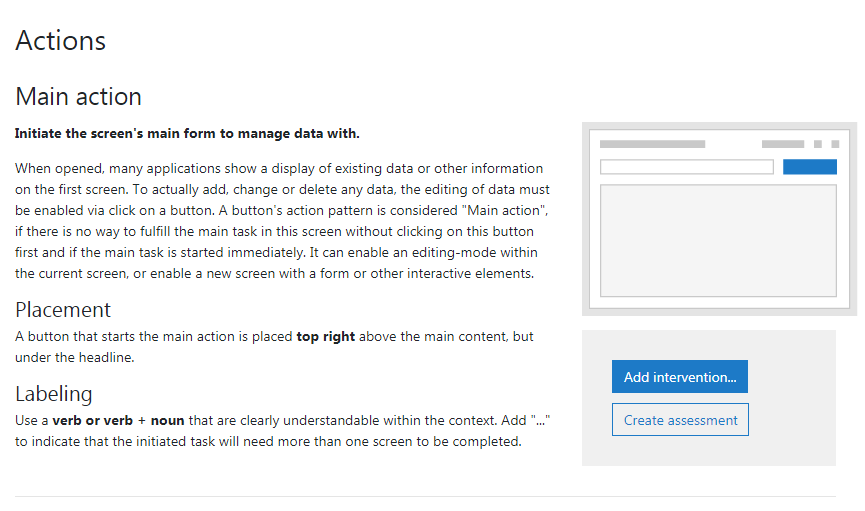 Actions
Main action
Initiate the screen's main form to manage data with.
When opened, many applications show a display of existing data or other information
on the first screen. To actually add, change or delete any data, the editing of data must
be enabled via click on a button. A button's action pattern is considered "Main action",
if there is no way to fulfill the main task in this screen without clicking on this button
first and if the main task is started immediately. It can enable an editing-mode within
the current screen, or enable a new screen with a form or other interactive elements.
Placement
A button that starts the main action is placed top right above the main content, but
under the headline.
Labeling
Use a verb or verb + noun that are clearly understandable within the context. Add "..."
to indicate that the initiated task will need more than one screen to be completed.
Add intervention...
Create assessment